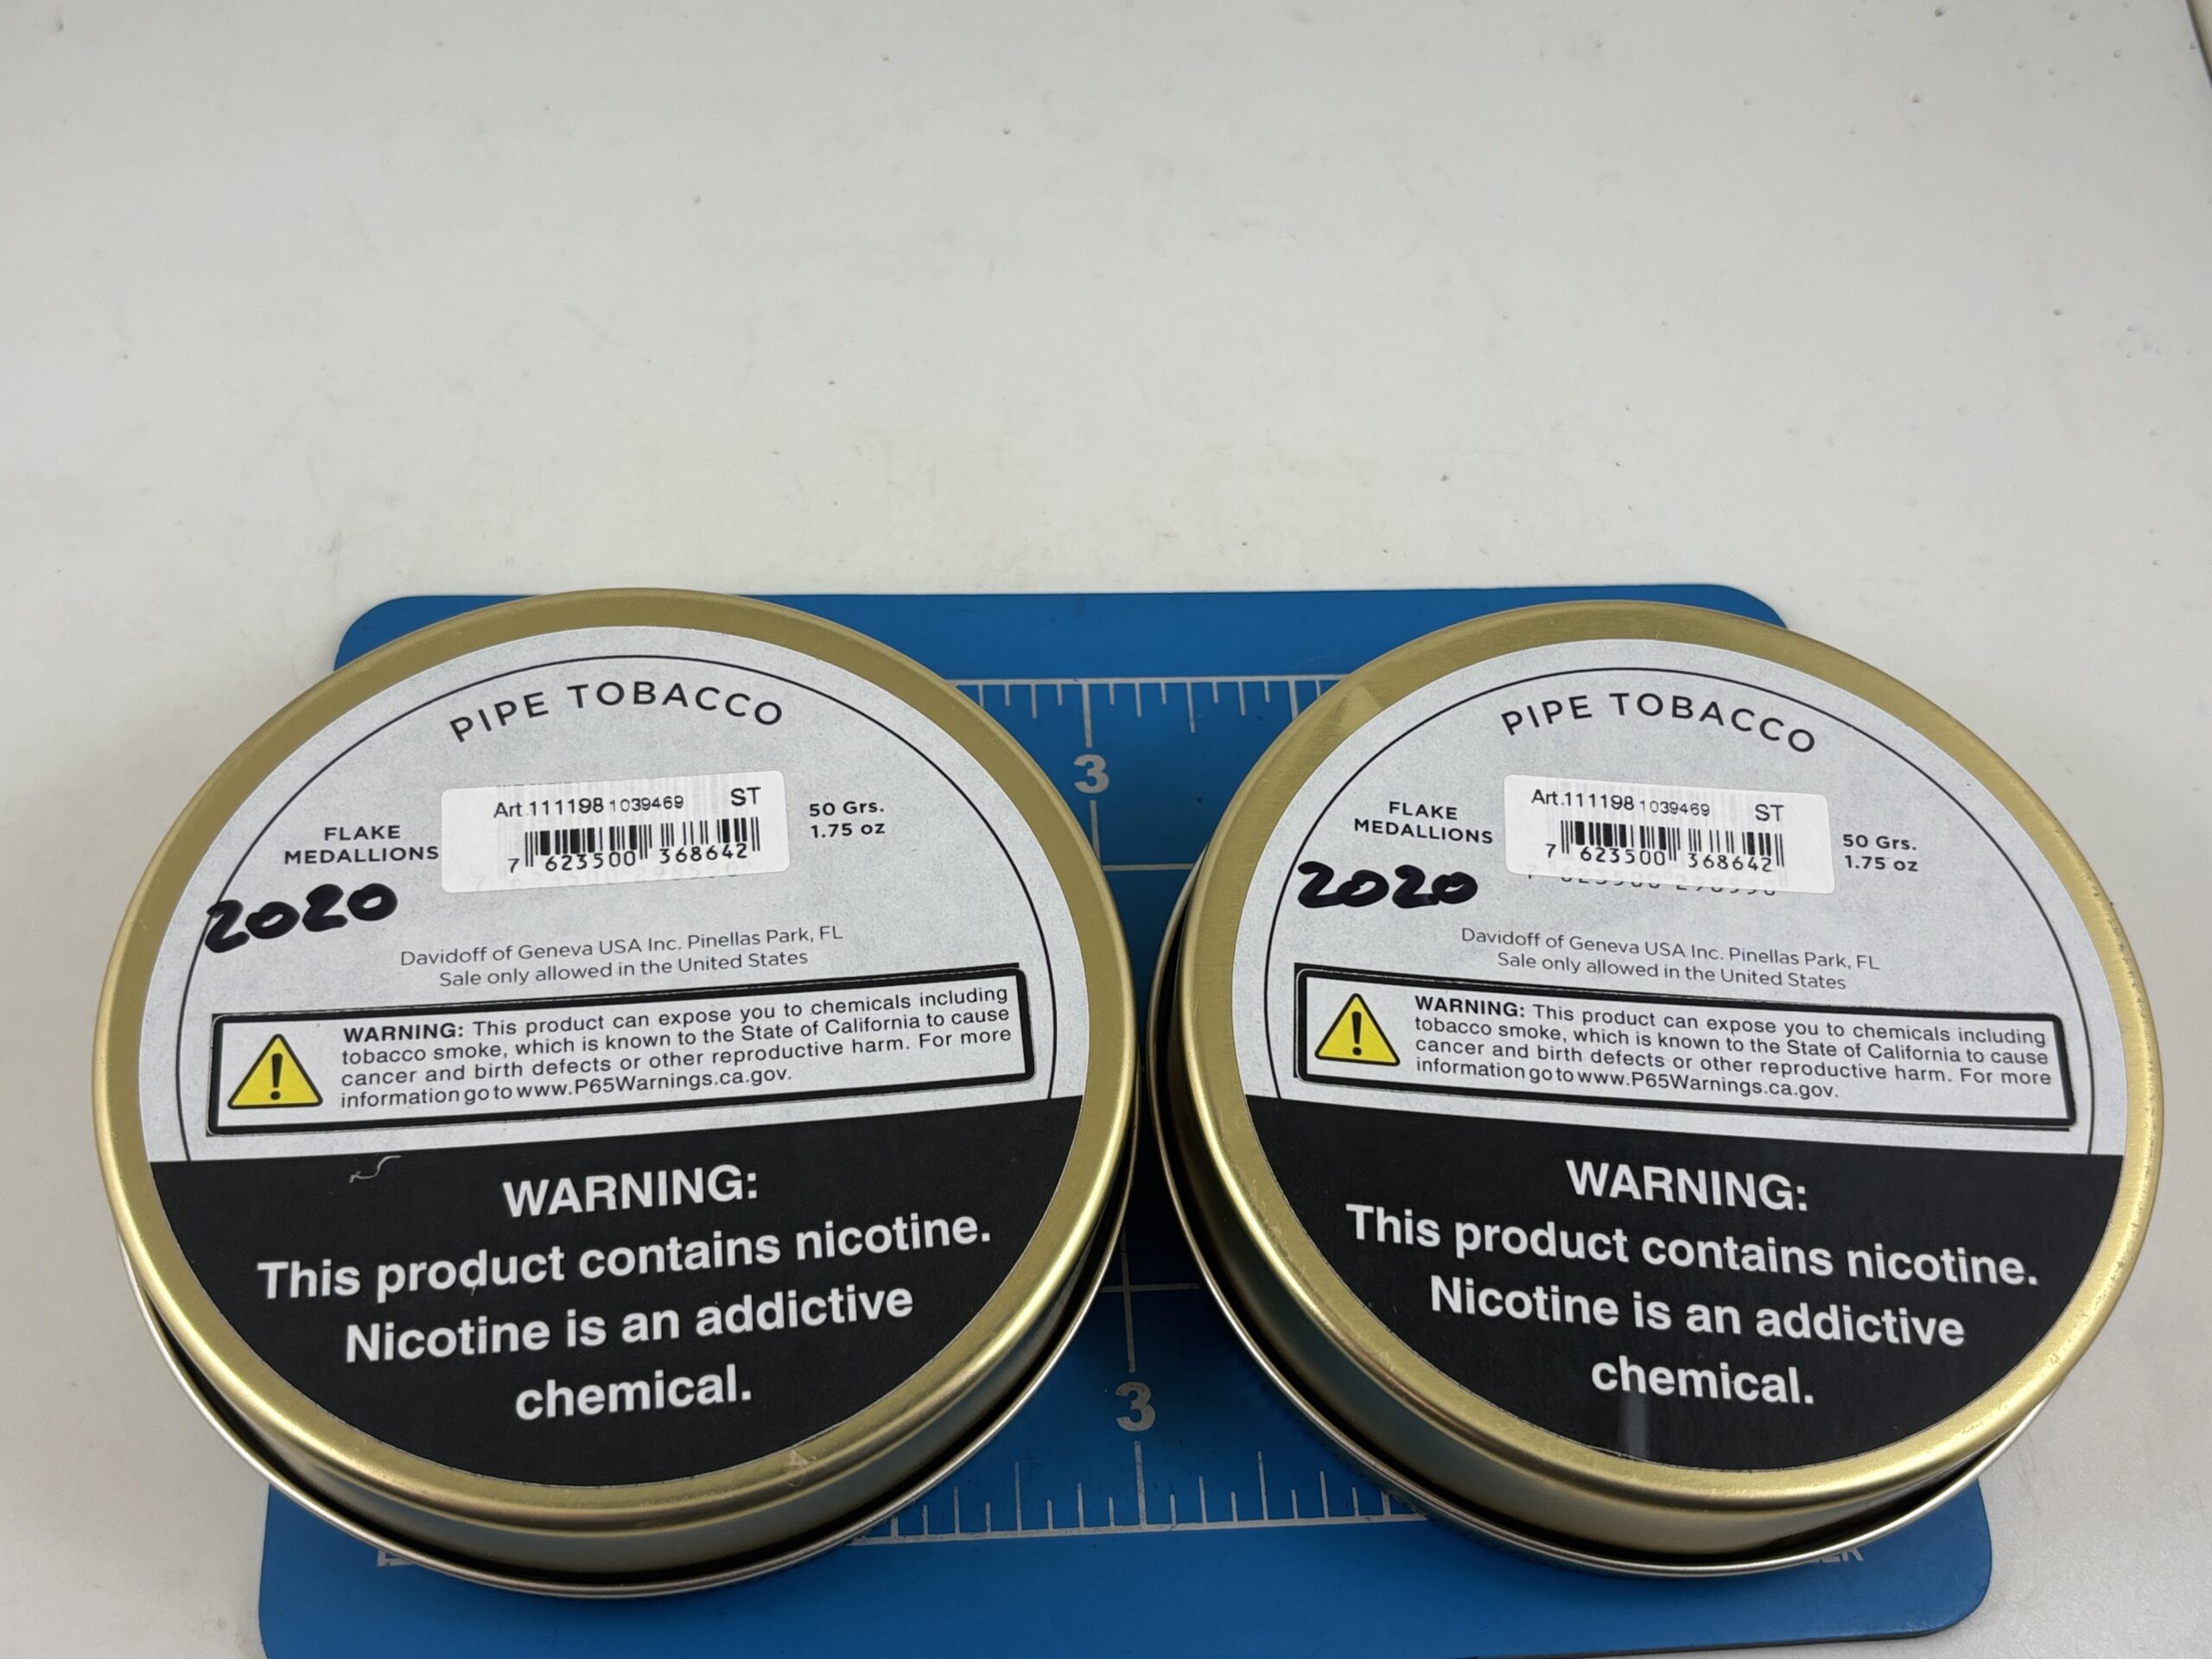 PIPE TOBACCO
Art.111198 1039469 ST
7 623500 368642
FLAKE
MEDALLIONS
50 Grs.
1.75 oz
2020
Davidoff of Geneva USA Inc. Pinellas Park, FL
Sale only allowed in the United States
WARNING: This product can expose you to chemicals including
tobacco smoke, which is known to the State of California to cause
cancer and birth defects or other reproductive harm. For more
information go to www.P65Warnings.ca.gov.
WARNING:
This product contains nicotine.
Nicotine is an addictive
chemical.
PIPE TOBACCO
Art.111198 1039469 ST
7 623500 368642
FLAKE
MEDALLIONS
50 Grs.
1.75 oz
2020
Davidoff of Geneva USA Inc. Pinellas Park, FL
Sale only allowed in the United States
WARNING: This product can expose you to chemicals including
tobacco smoke, which is known to the State of California to cause
cancer and birth defects or other reproductive harm. For more
information go to www.P65Warnings.ca.gov.
WARNING:
This product contains nicotine.
Nicotine is an addictive
chemical.
3
3